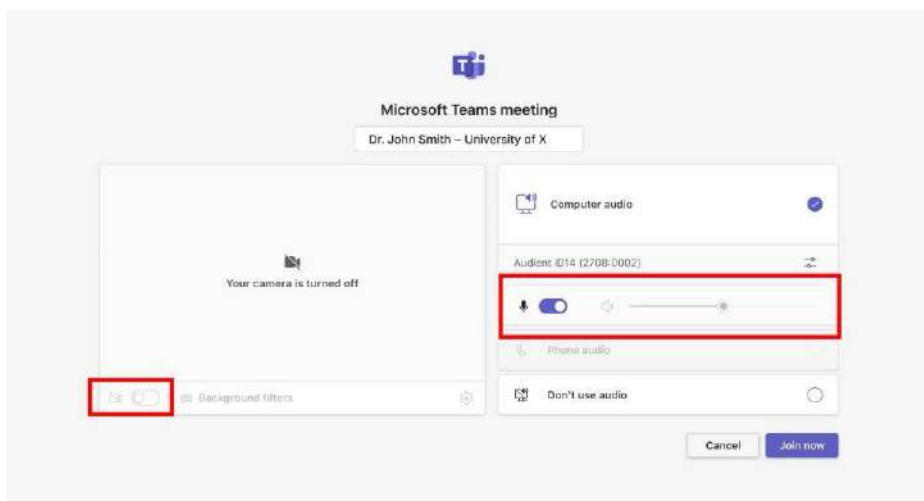 Microsoft Teams meeting
Dr. John Smith – University of X
Computer audio
Audient iD14 (2708:0002)
Your camera is turned off
Phone audio
Background filters
Don't use audio
Cancel
Join now